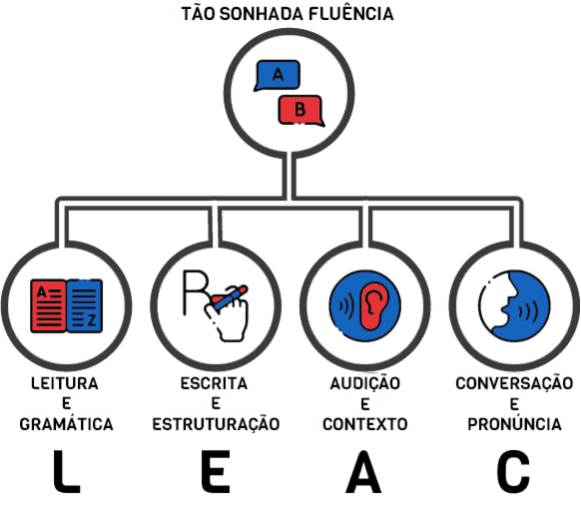 TÃO SONHADA FLUÊNCIA
A
B
A
Z
R
LEITURA
E
GRAMÁTICA
ESCRITA
E
ESTRUTURAÇÃO
AUDIÇÃO
E
CONTEXTO
CONVERSAÇÃO
E
PRONÚNCIA
L E A C